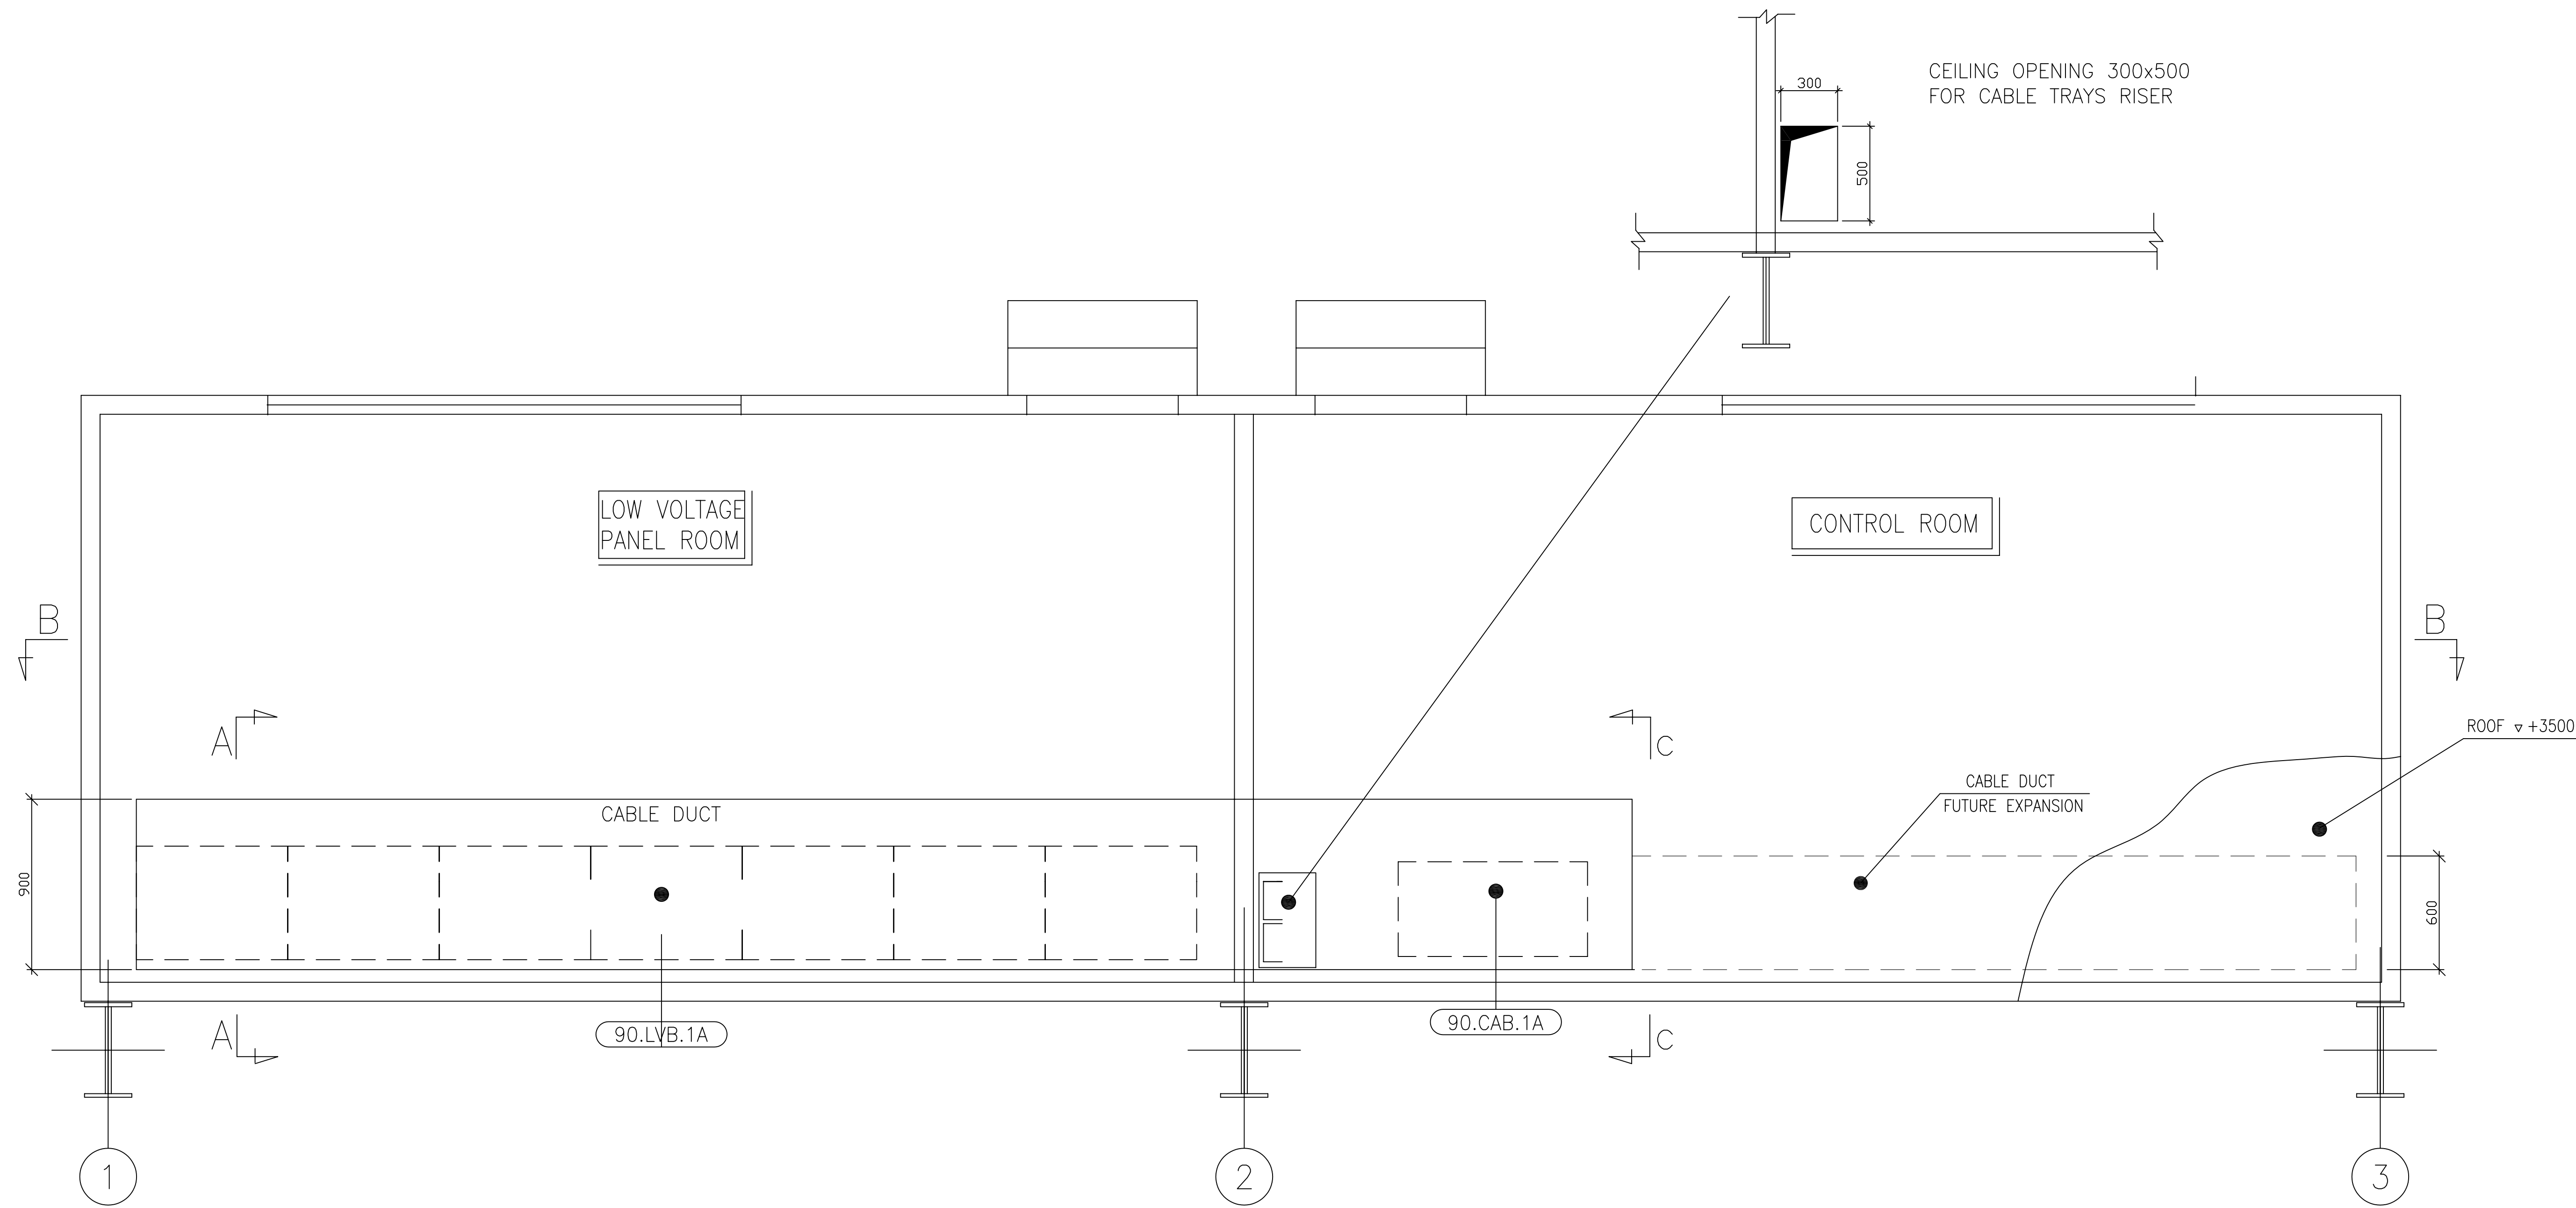 CEILING OPENING 300x500
FOR CABLE TRAYS RISER
300
500
LOW VOLTAGE
PANEL ROOM
CONTROL ROOM
B
B
A
C
ROOF ▽ +3500
CABLE DUCT
FUTURE EXPANSION
CABLE DUCT
900
600
A
90.LVB.1A
90.CAB.1A
C
1
2
3